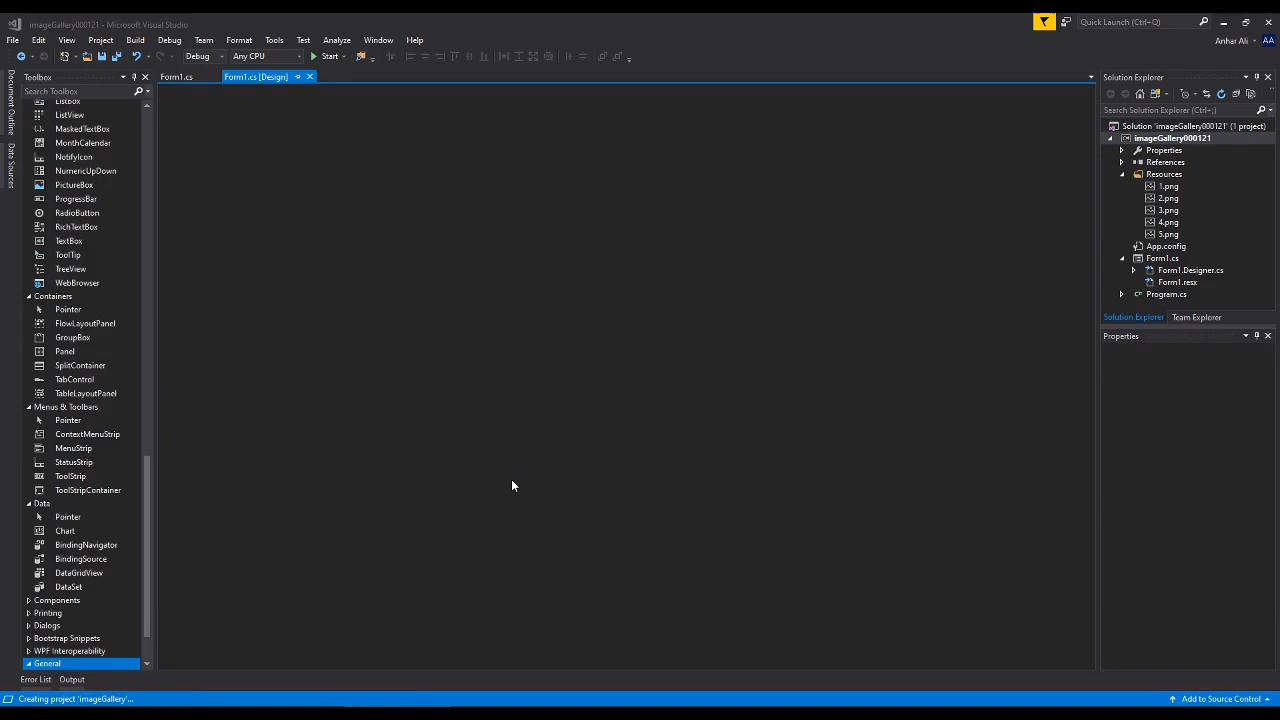 imageGallery000121 - Microsoft Visual Studio
Quick Launch (Ctrl+Q)
File Edit View Project Build Debug Team Format Tools Test Analyze Window Help
Anhar Ali AA
Debug Any CPU Start
Document Outline
Data Sources
Toolbox
Search Toolbox
ListBox
ListView
MaskedTextBox
MonthCalendar
NotifyIcon
NumericUpDown
PictureBox
ProgressBar
RadioButton
RichTextBox
TextBox
ToolTip
TreeView
WebBrowser
Containers
Pointer
FlowLayoutPanel
GroupBox
Panel
SplitContainer
TabControl
TableLayoutPanel
Menus & Toolbars
Pointer
ContextMenuStrip
MenuStrip
StatusStrip
ToolStrip
ToolStripContainer
Data
Pointer
Chart
BindingNavigator
BindingSource
DataGridView
DataSet
Components
Printing
Dialogs
Bootstrap Snippets
WPF Interoperability
General
Form1.cs Form1.cs [Design]
Solution Explorer
Search Solution Explorer (Ctrl+;)
Solution 'imageGallery000121' (1 project)
imageGallery000121
Properties
References
Resources
1.png
2.png
3.png
4.png
5.png
App.config
Form1.cs
Form1.Designer.cs
Form1.resx
Program.cs
Solution Explorer Team Explorer
Properties
Error List Output
Creating project 'imageGallery'... Add to Source Control